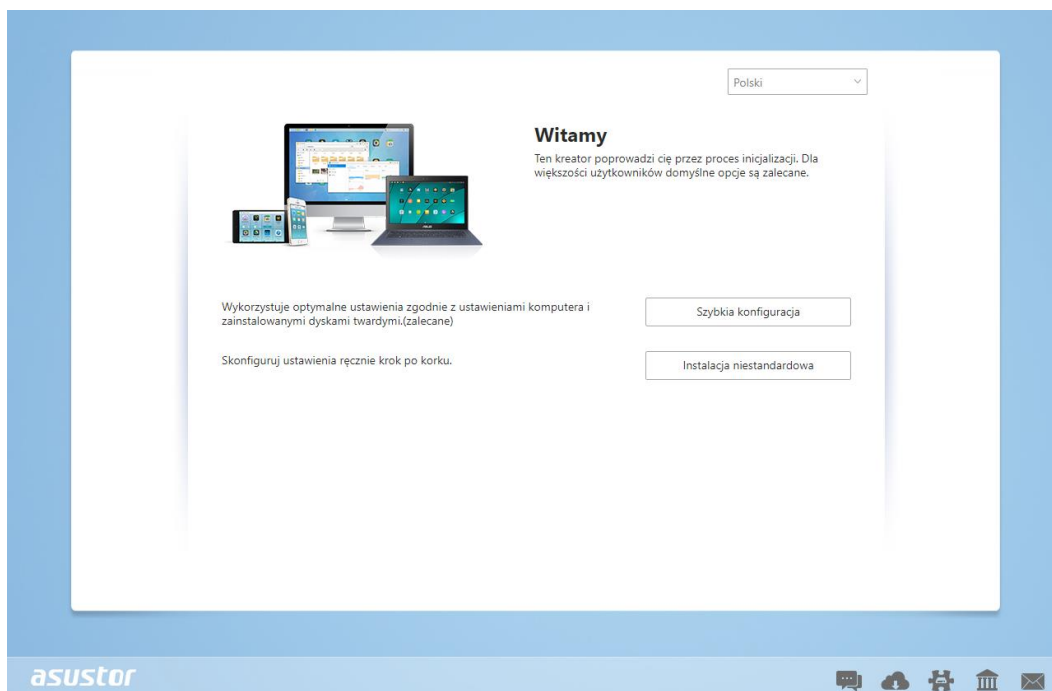 Polski
Witamy
Ten kreator poprowadzi cię przez proces inicjalizacji. Dla
większości użytkowników domyślne opcje są zalecane.
Wykorzystuje optymalne ustawienia zgodnie z ustawieniami komputera i
zainstalowanymi dyskami twardymi.(zalecane)
Szybkia konfiguracja
Skonfiguruj ustawienia ręcznie krok po korku.
Instalacja niestandardowa
asustor